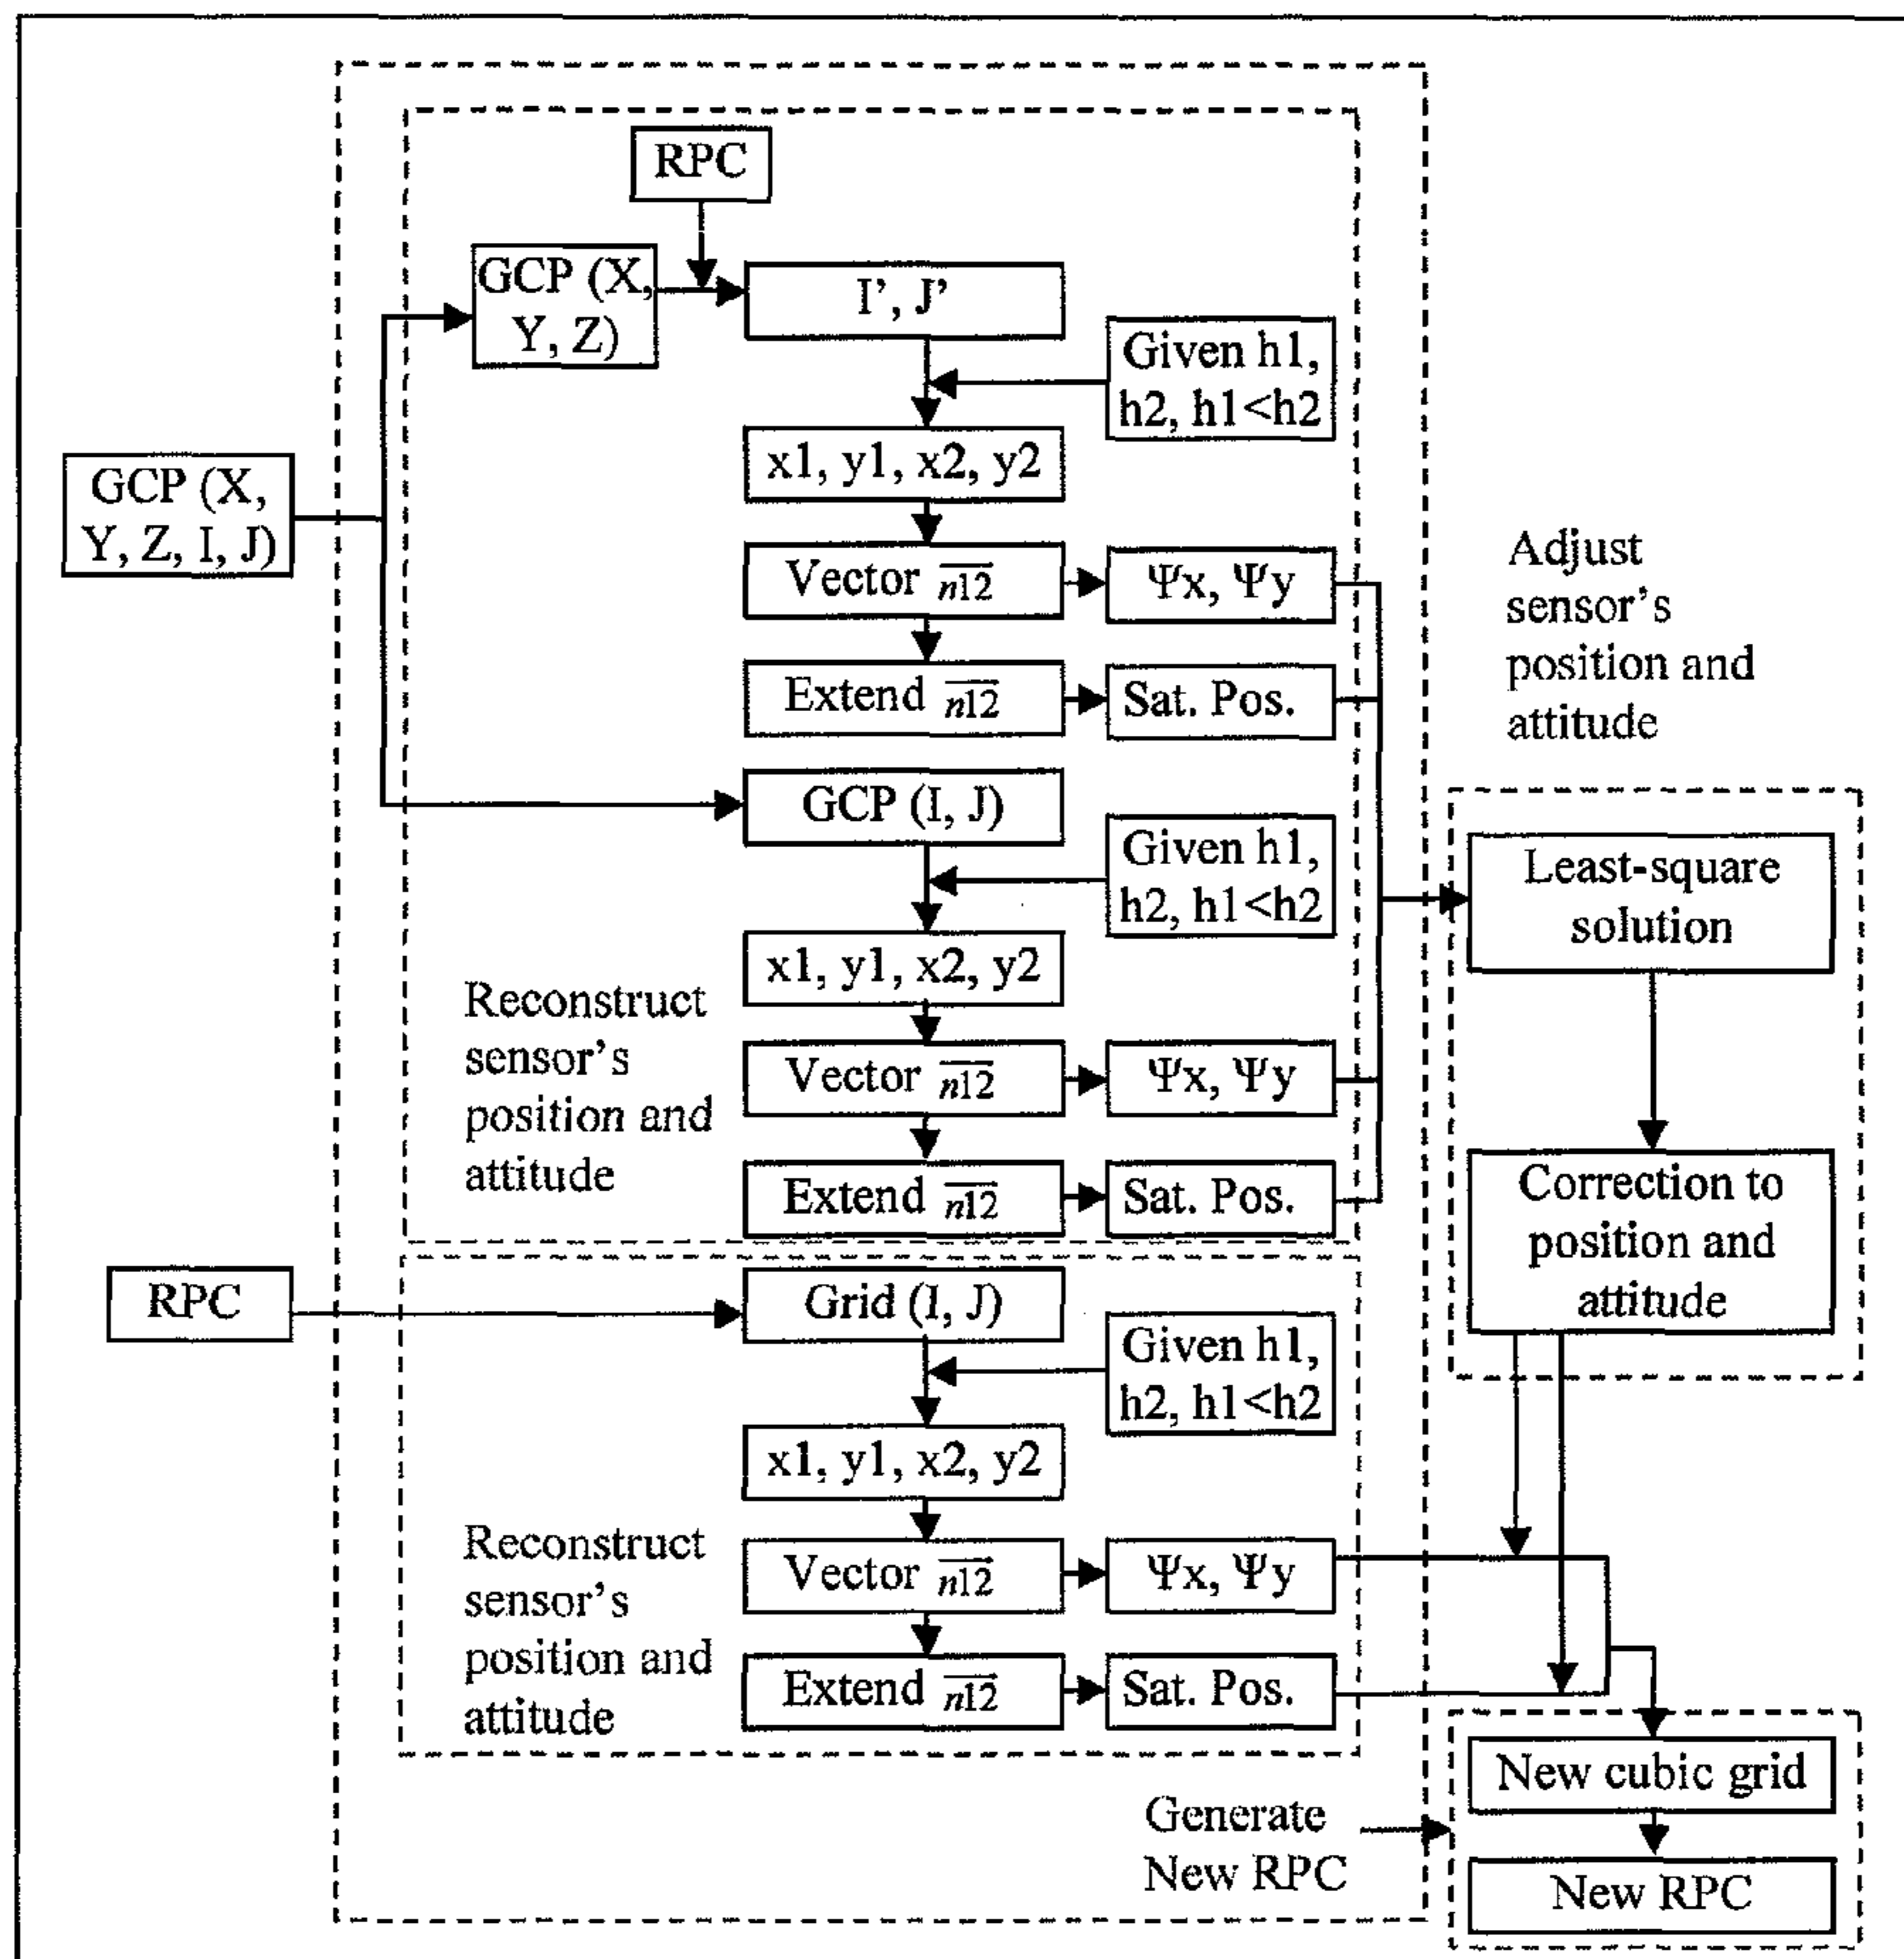 RPC
GCP (X,
Y, Z)
I’, J’
Given h1,
h2, h1<h2
x1, y1, x2, y2
GCP (X,
Y, Z, I, J)
Vector n12
Ψx, Ψy
Extend n12
Sat. Pos.
Adjust
sensor’s
position and
attitude
GCP (I, J)
Given h1,
h2, h1<h2
x1, y1, x2, y2
Vector n12
Ψx, Ψy
Extend n12
Sat. Pos.
Reconstruct
sensor’s
position and
attitude
Least-square
solution
Correction to
position and
attitude
RPC
Grid (I, J)
Given h1,
h2, h1<h2
x1, y1, x2, y2
Vector n12
Ψx, Ψy
Extend n12
Sat. Pos.
Reconstruct
sensor’s
position and
attitude
Generate
New RPC
New cubic grid
New RPC